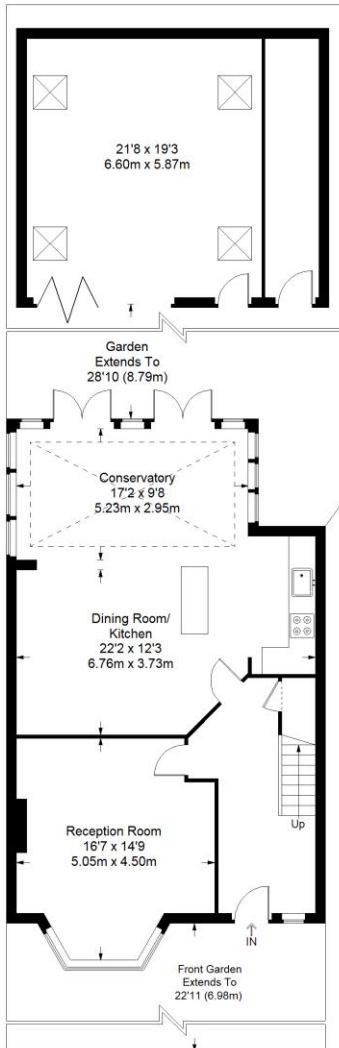 21'8 x 19'3
6.60m x 5.87m
Garden
Extends To
28'10 (8.79m)
Conservatory
17'2 x 9'8
5.23m x 2.95m
Dining Room/
Kitchen
22'2 x 12'3
6.76m x 3.73m
Reception Room
16'7 x 14'9
5.05m x 4.50m
Up
IN
Front Garden
Extends To
22'11 (6.98m)